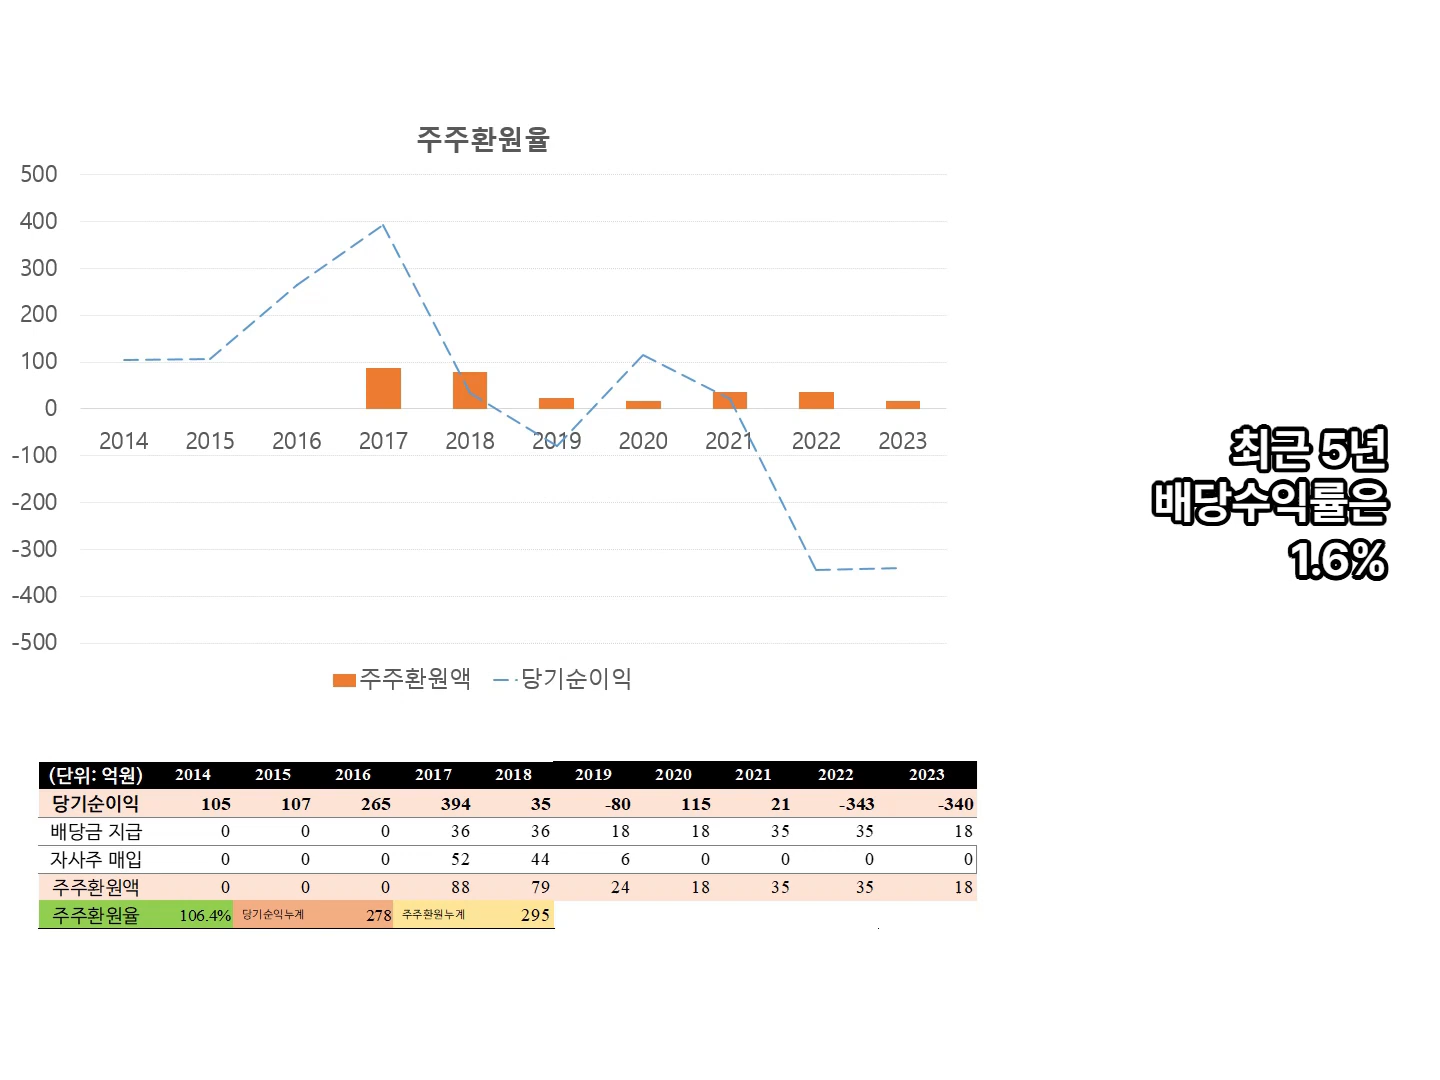 주주환원율
500
400
300
200
100
0
2014 2015 2016 2017 2018 2019 2020 2021 2022 2023
-100
-200
-300
-400
-500
주주환원액 당기순이익
최근 5년
배당수익률은
1.6%
(단위: 억원) 2014 2015 2016 2017 2018 2019 2020 2021 2022 2023
당기순이익 105 107 265 394 35 -80 115 21 -343 -340
배당금 지급 0 0 0 36 36 18 18 35 35 18
자사주 매입 0 0 0 52 44 6 0 0 0 0
주주환원액 0 0 0 88 79 24 18 35 35 18
주주환원율 106.4% 당기순익누계 278 주주환원누계 295